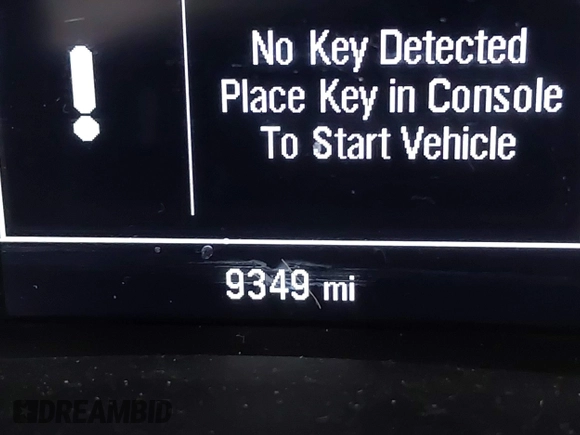 No Key Detected
Place Key in Console
To Start Vehicle
9349 mi
DREAMBID